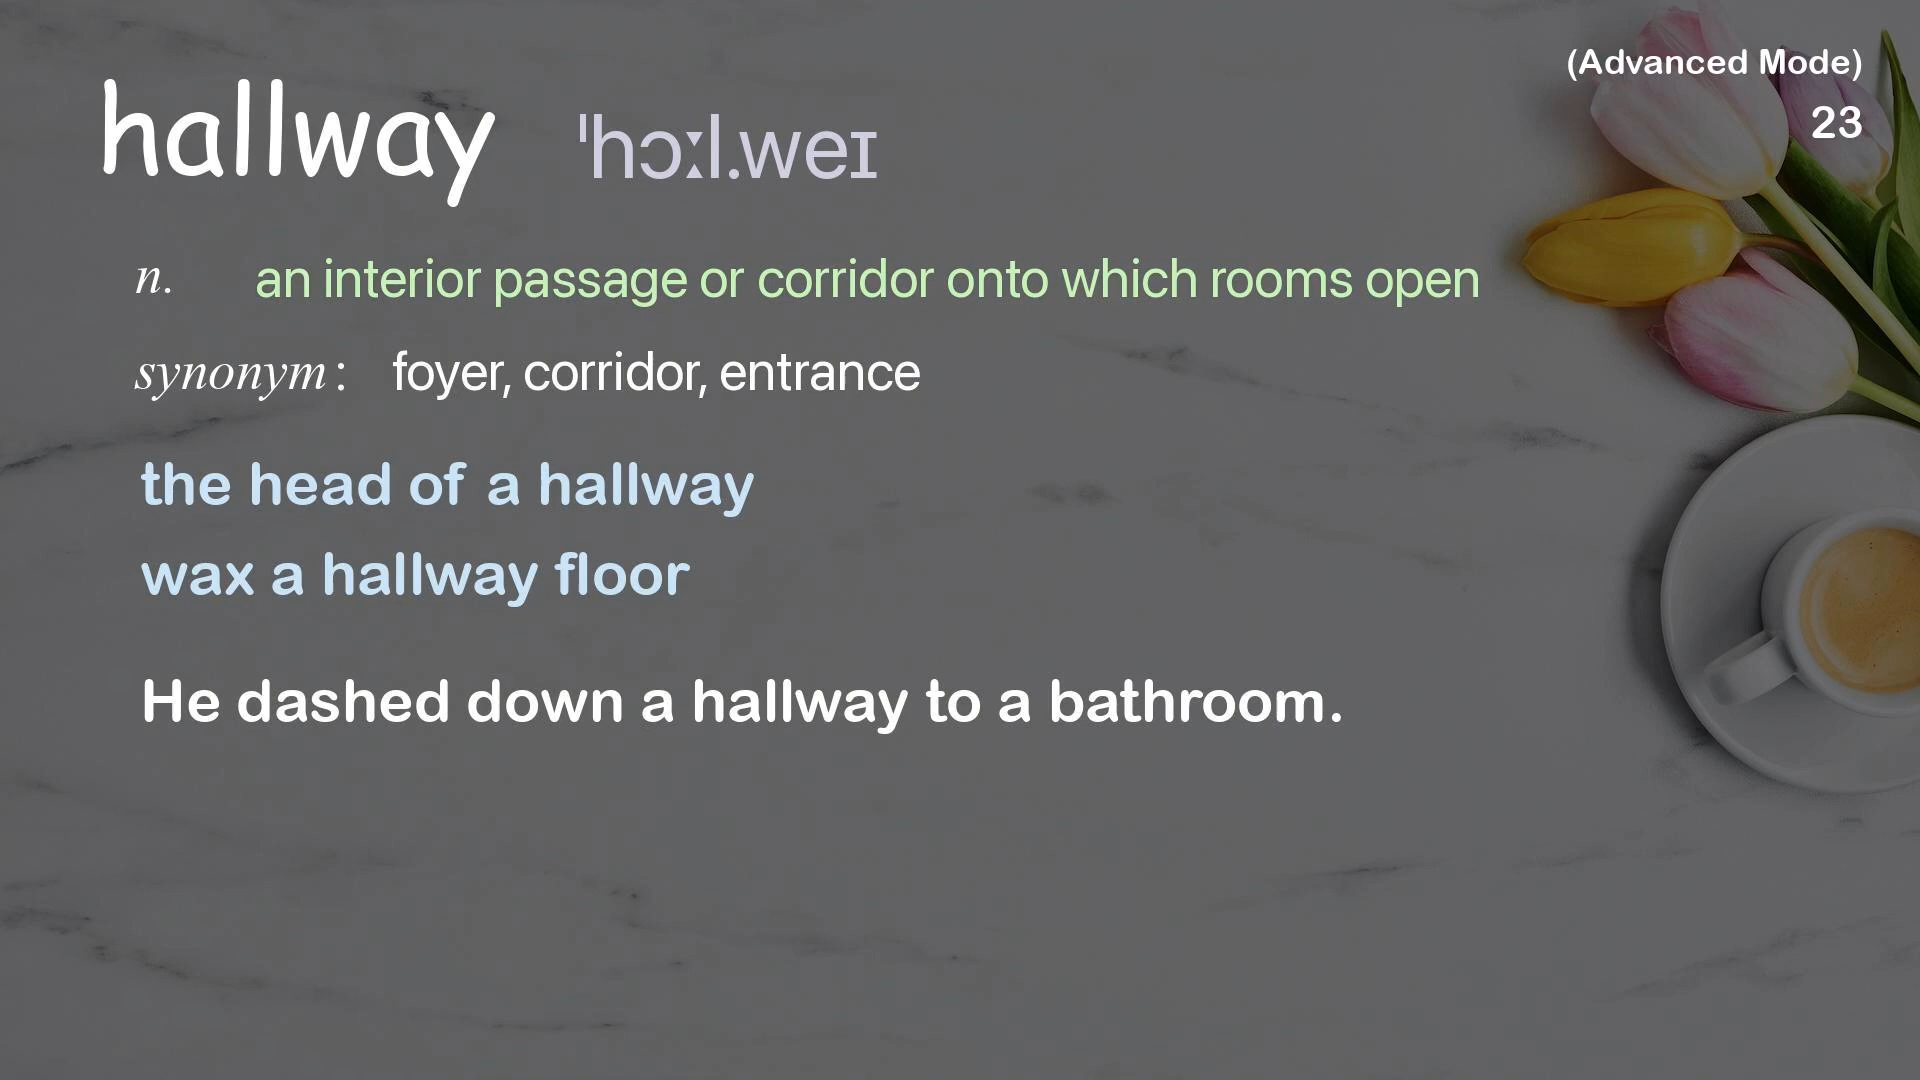 (Advanced Mode)
23
hallway ˈhɔːl.weɪ
n. an interior passage or corridor onto which rooms open
synonym: foyer, corridor, entrance
the head of a hallway
wax a hallway floor
He dashed down a hallway to a bathroom.